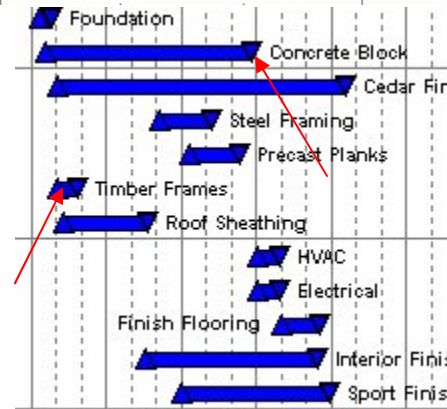 Foundation
Concrete Block
Cedar Fin
Steel Framing
Precast Planks
Timber Frames
Roof Sheathing
HVAC
Electrical
Finish Flooring
Interior Finis
Sport Finis